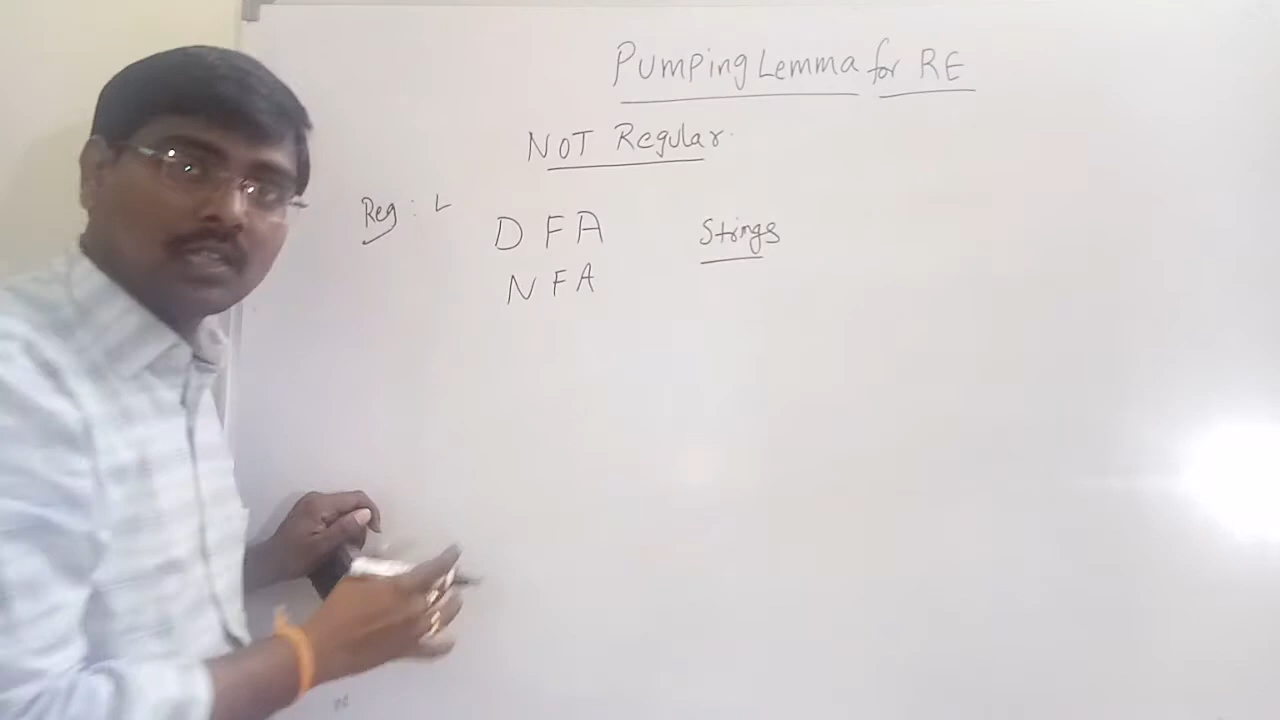 Pumping Lemma for RE
NOT Regular
Reg : L DFA Strings
NFA